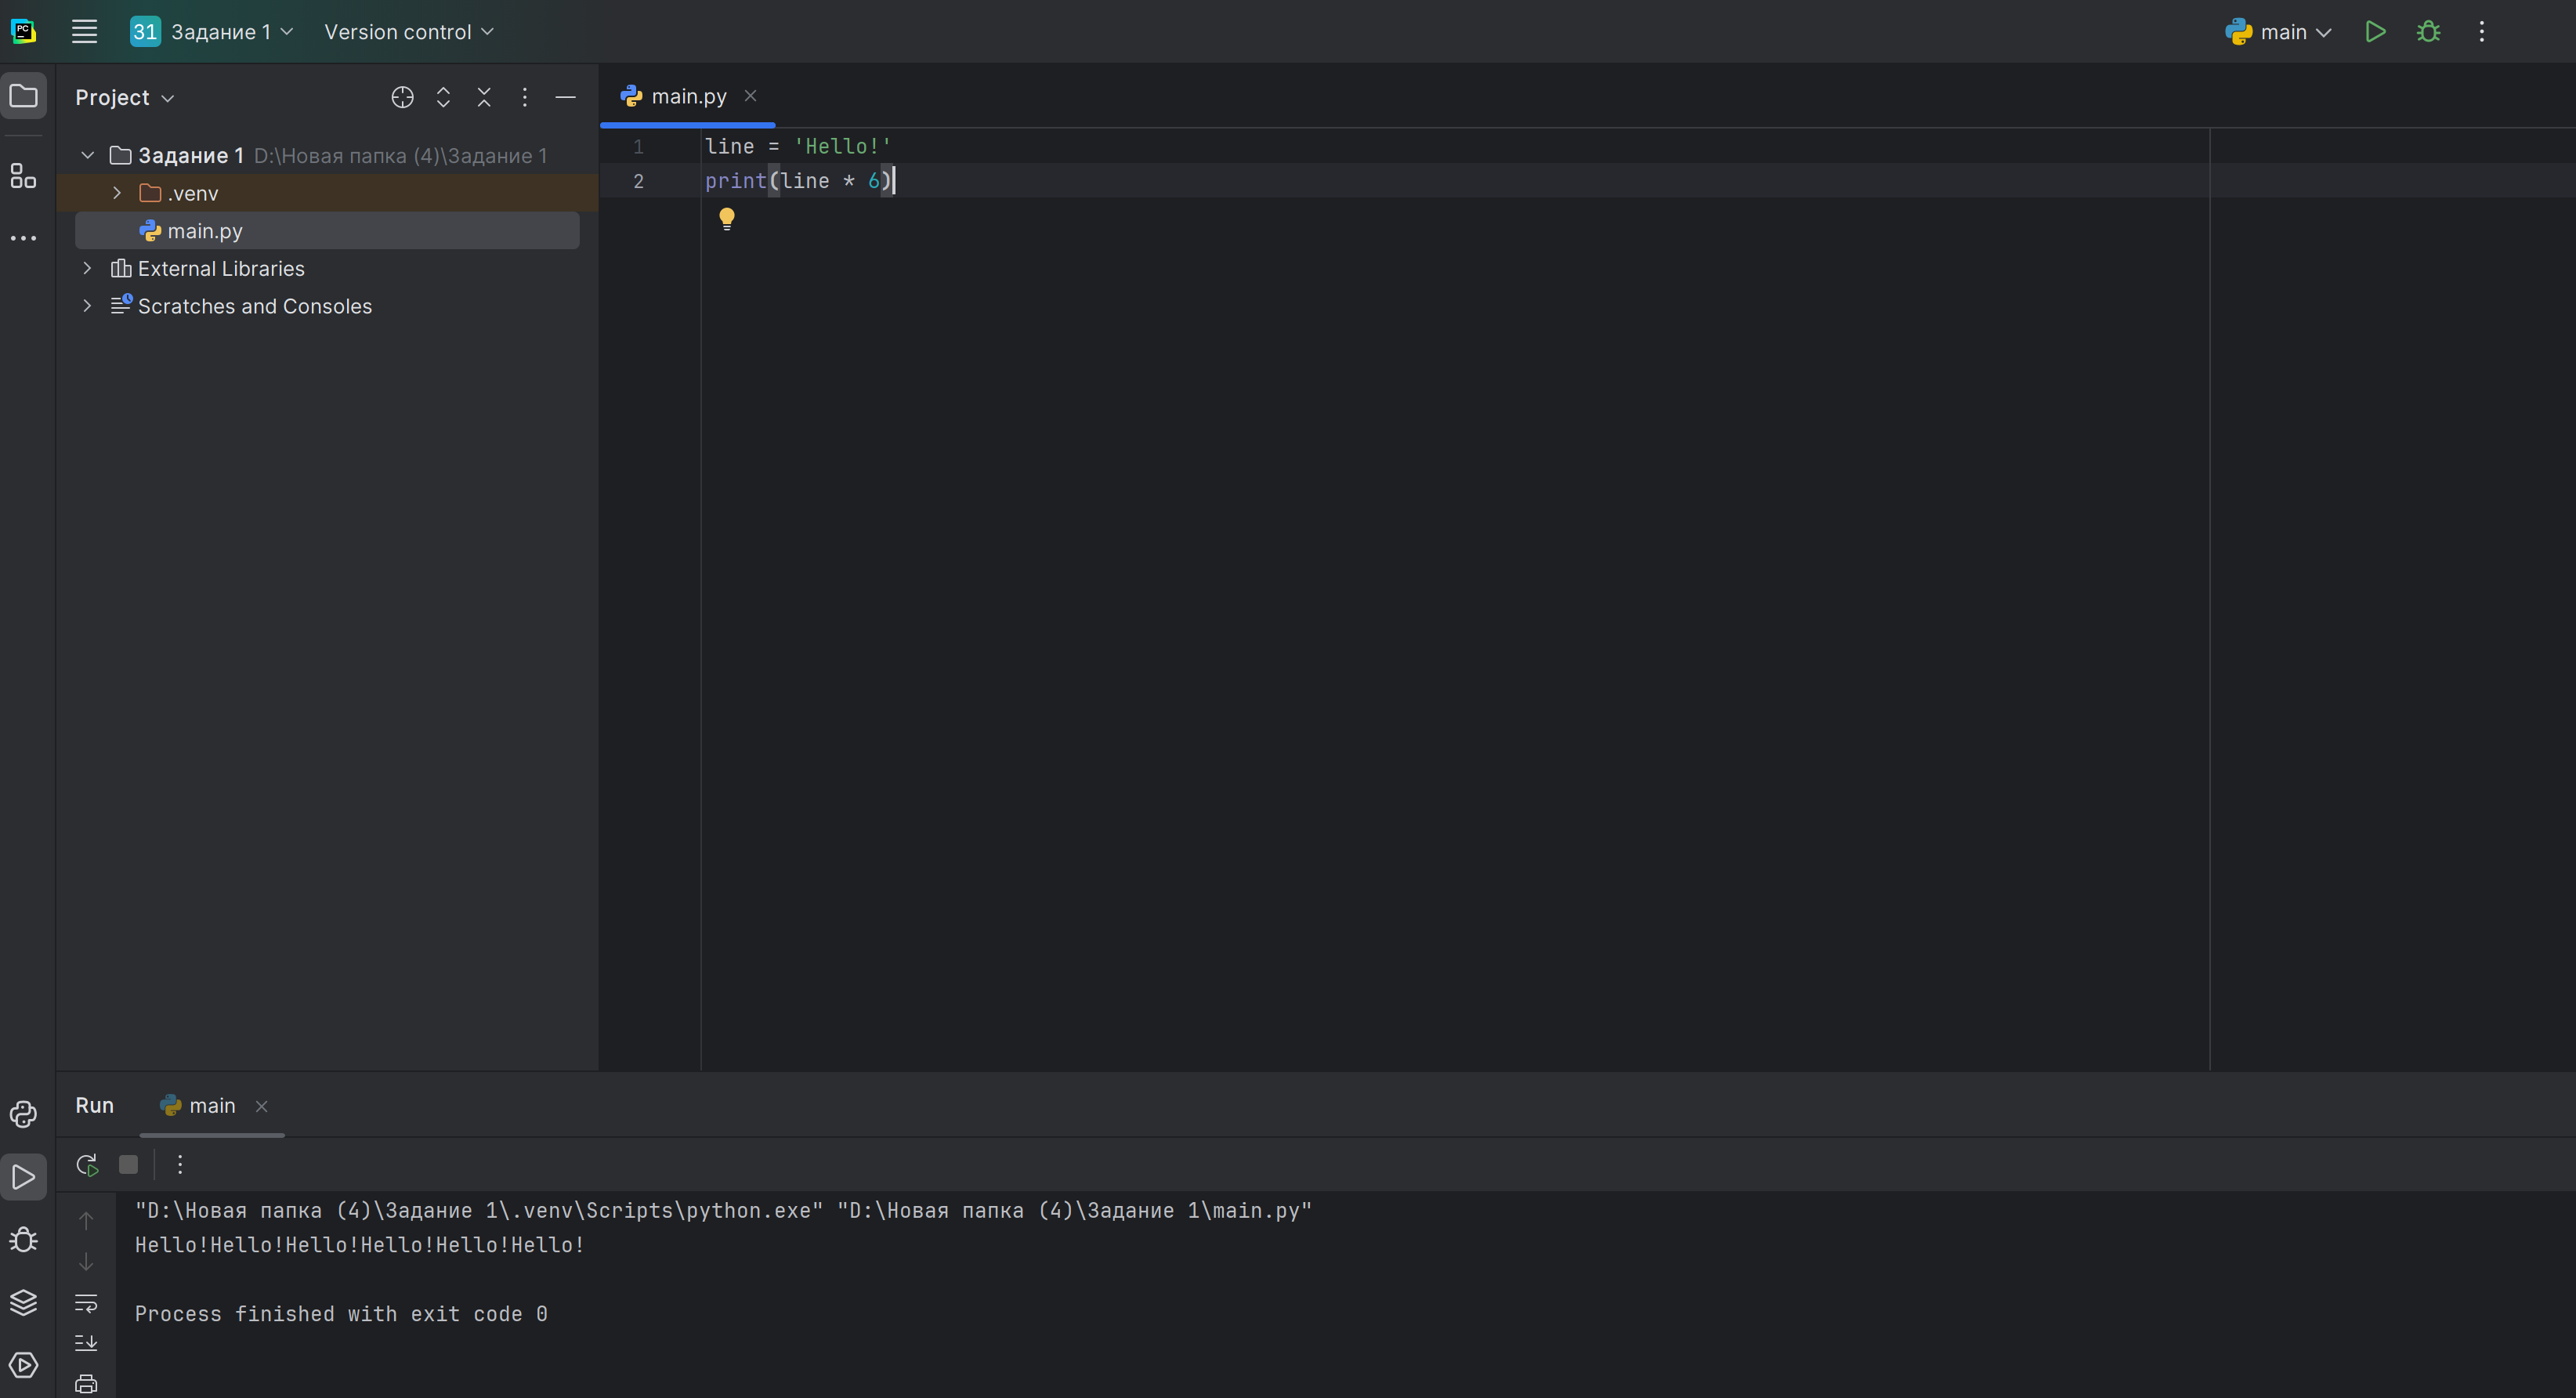 PC
31 Задание 1 Version control main
Project
main.py
Задание 1 D:\Новая папка (4)\Задание 1
.venv
main.py
External Libraries
Scratches and Consoles
1 line = 'Hello!'
2 print(line * 6)
Run main
"D:\Новая папка (4)\Задание 1\.venv\Scripts\python.exe" "D:\Новая папка (4)\Задание 1\main.py"
Hello!Hello!Hello!Hello!Hello!Hello!
Process finished with exit code 0